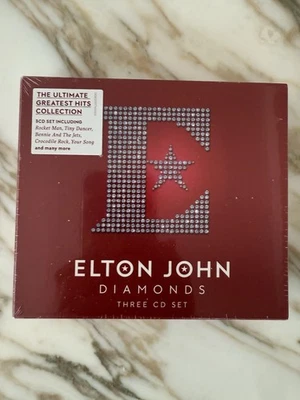 THE ULTIMATE
GREATEST HITS
COLLECTION
3CD SET INCLUDING
Rocket Man, Tiny Dancer,
Bennie And The Jets,
Crocodile Rock, Your Song
and many more
E
ELTON JOHN
DIAMONDS
THREE CD SET